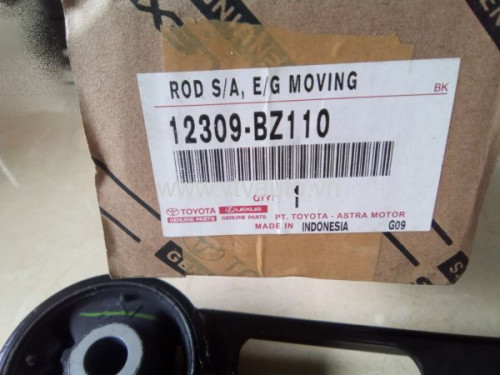 ROD S/A, E/G MOVING
BK
12309-BZ110
QTY: 1
TOYOTA LEXUS
GENUINE PARTS GENUINE PARTS PT. TOYOTA - ASTRA MOTOR
MADE IN INDONESIA G09